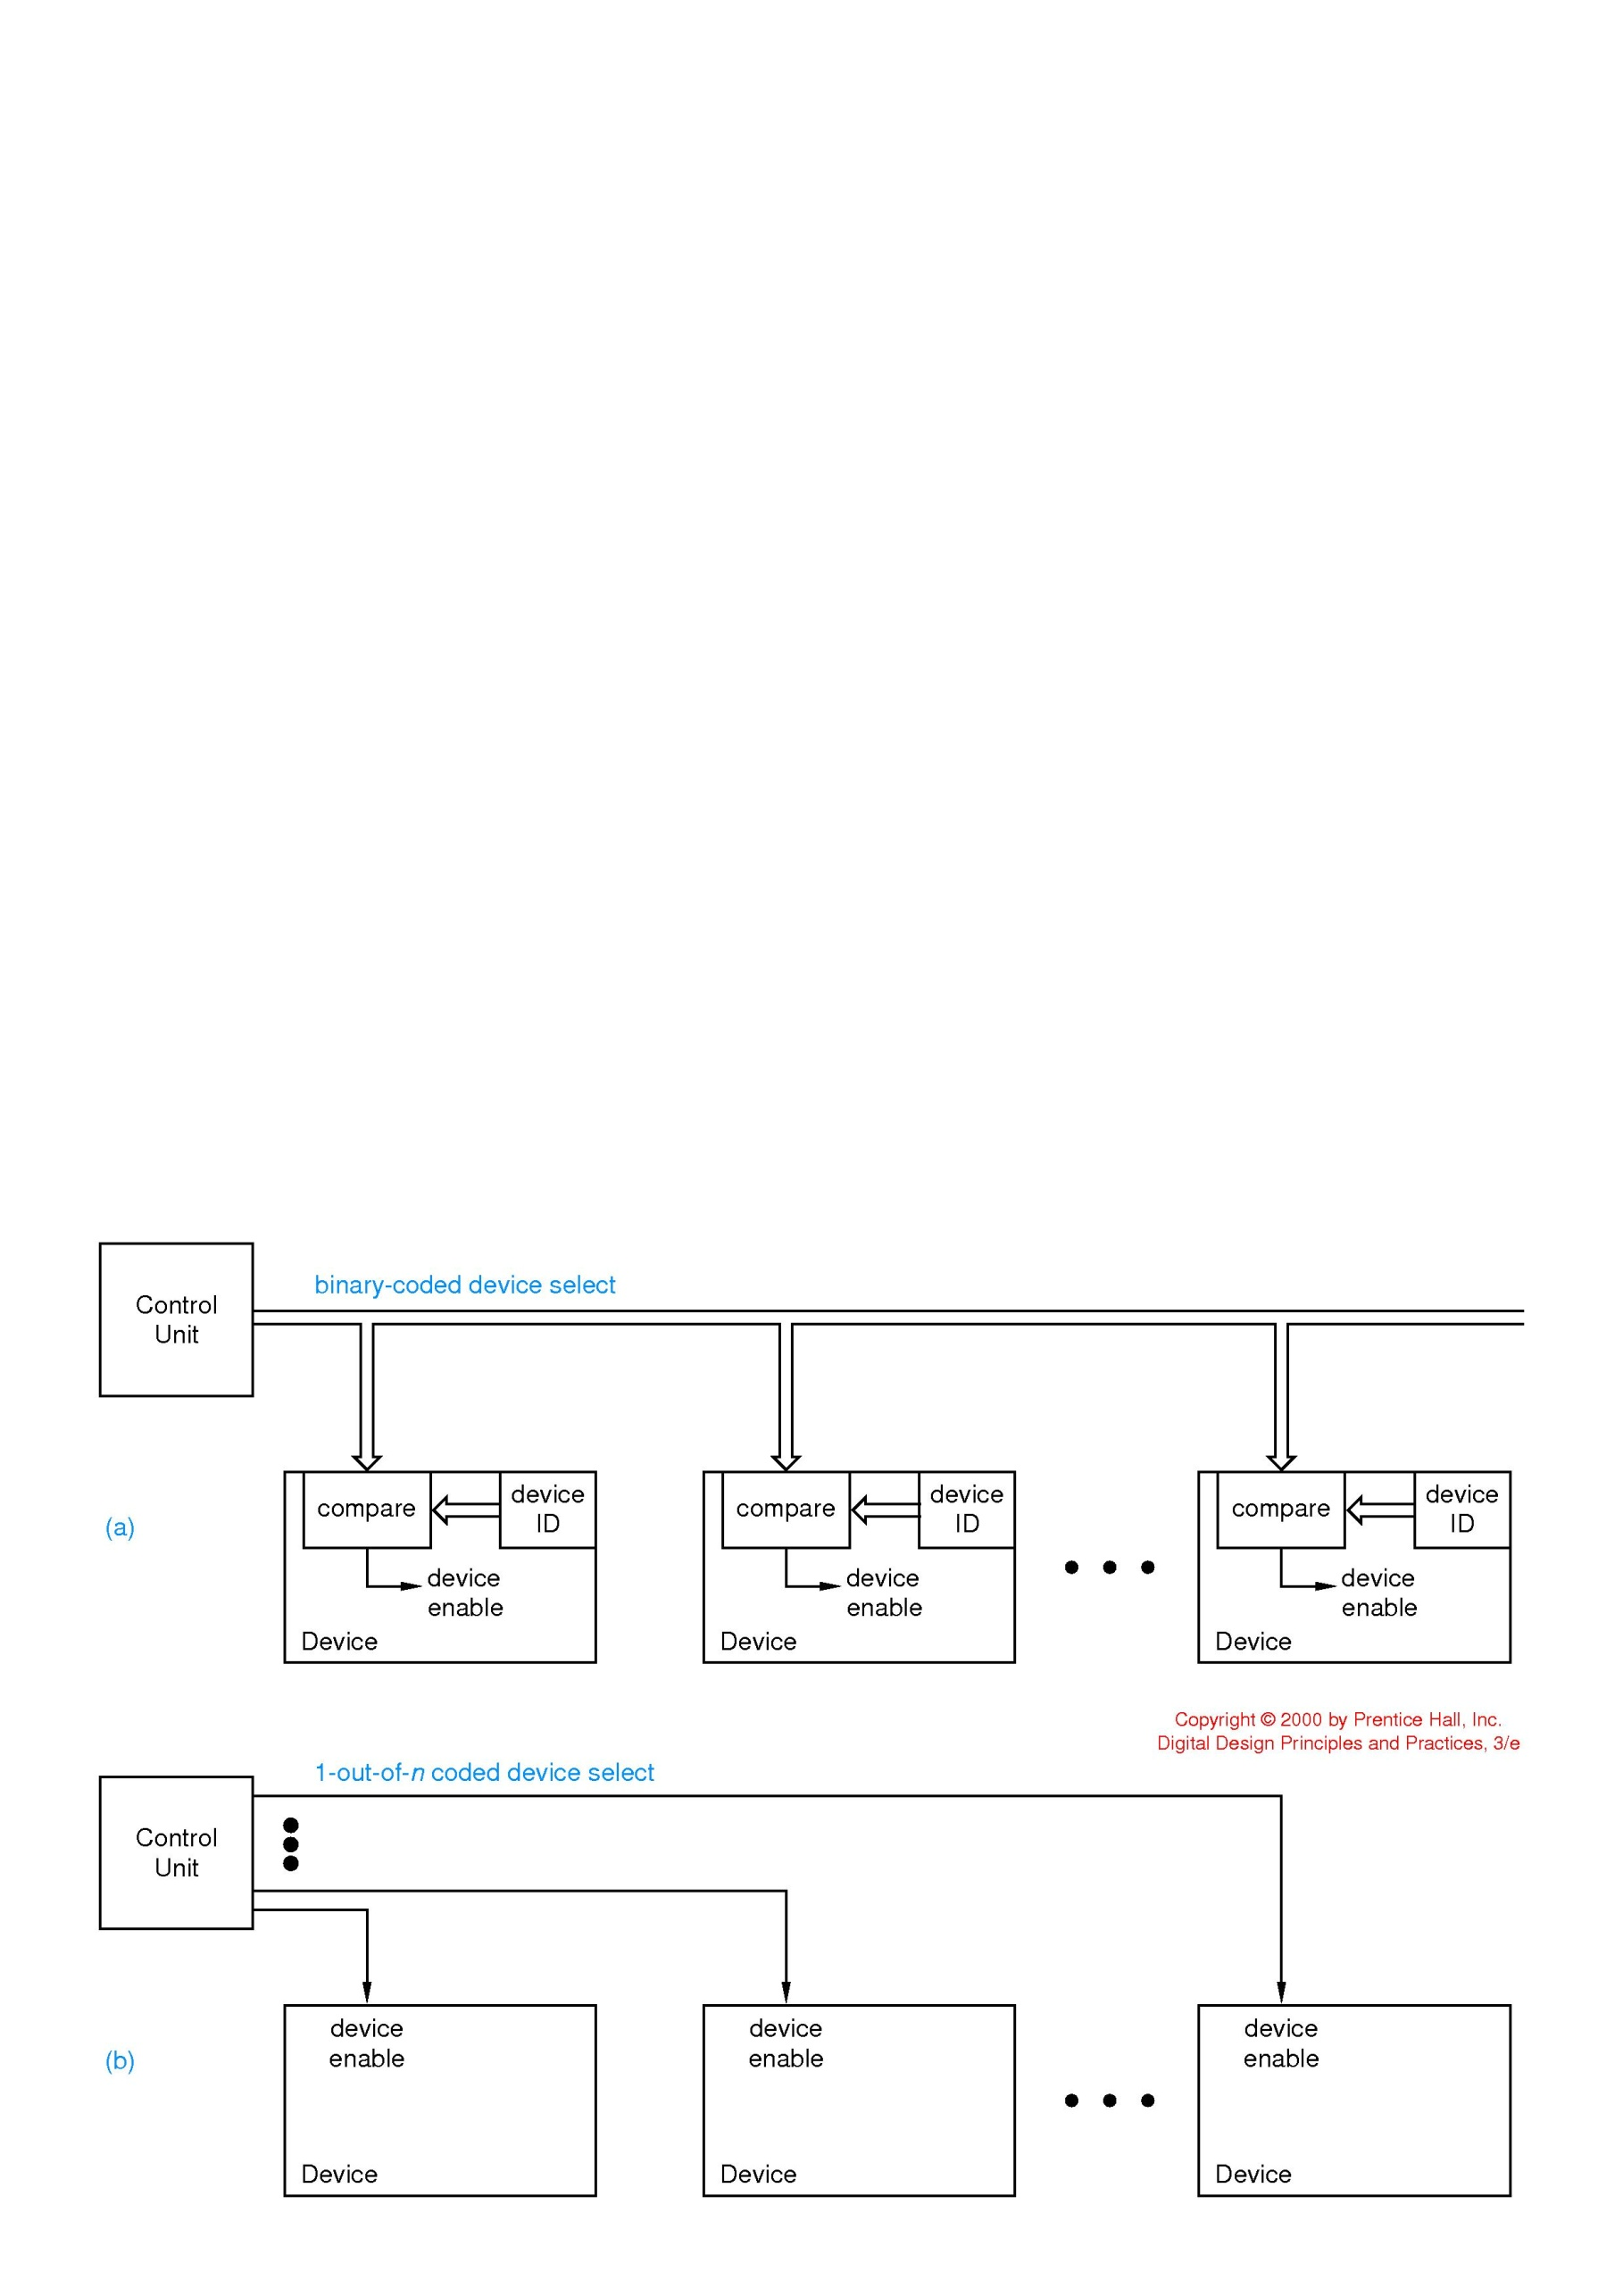 binary-coded device select
Control
Unit
compare
device
ID
device
enable
Device
compare
device
ID
device
enable
Device
compare
device
ID
device
enable
Device
(a)
Copyright © 2000 by Prentice Hall, Inc.
Digital Design Principles and Practices, 3/e
1-out-of-n coded device select
Control
Unit
device
enable
Device
device
enable
Device
device
enable
Device
(b)